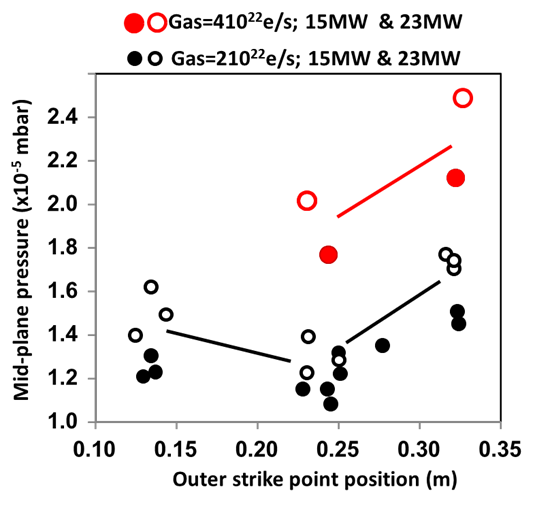 Gas=410²²e/s; 15MW & 23MW
Gas=210²²e/s; 15MW & 23MW
Mid-plane pressure (x10⁻⁵ mbar)
2.4
2.2
2.0
1.8
1.6
1.4
1.2
1.0
0.10 0.15 0.20 0.25 0.30 0.35
Outer strike point position (m)